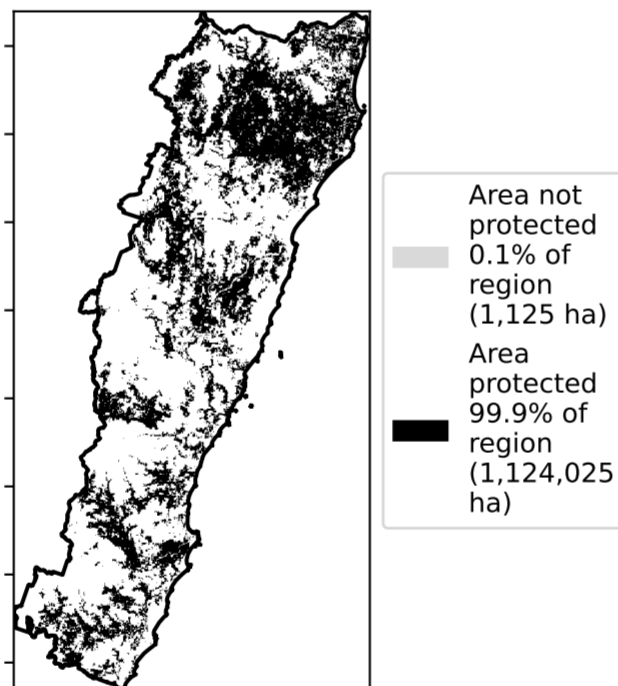 Area not
protected
0.1% of
region
(1,125 ha)
Area
protected
99.9% of
region
(1,124,025
ha)